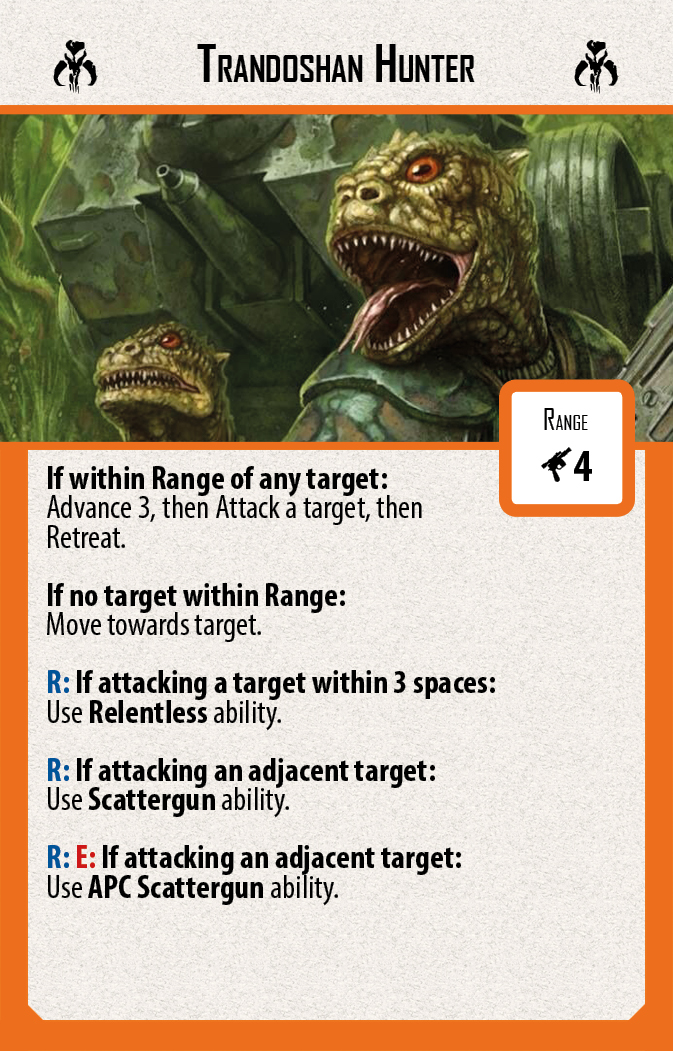 Trandoshan Hunter
Range
4
If within Range of any target:
Advance 3, then Attack a target, then
Retreat.
If no target within Range:
Move towards target.
R: If attacking a target within 3 spaces:
Use Relentless ability.
R: If attacking an adjacent target:
Use Scattergun ability.
R: E: If attacking an adjacent target:
Use APC Scattergun ability.